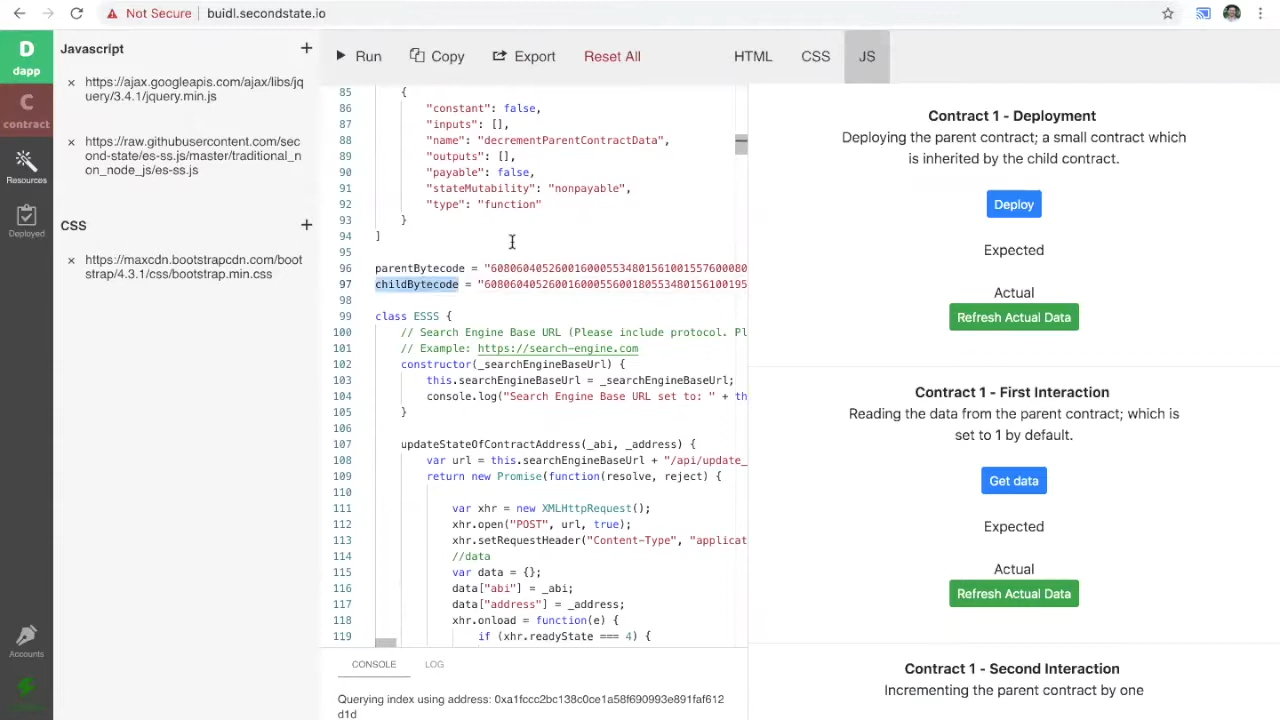 Not Secure | buidl.secondstate.io
D
dapp
C
contract
Resources
Deployed
Accounts
Javascript +
× https://ajax.googleapis.com/ajax/libs/jq
uery/3.4.1/jquery.min.js
× https://raw.githubusercontent.com/sec
ond-state/es-ss.js/master/traditional_n
on_node_js/es-ss.js
CSS +
× https://maxcdn.bootstrapcdn.com/boot
strap/4.3.1/css/bootstrap.min.css
Run Copy Export Reset All HTML CSS JS
85 {
86 "constant": false,
87 "inputs": [],
88 "name": "decrementParentContractData",
89 "outputs": [],
90 "payable": false,
91 "stateMutability": "nonpayable",
92 "type": "function"
93 }
94 ]
95
96 parentBytecode = "6080604052600160005534801561001557600080
97 childBytecode = "6080604052600160005560018055348015610019 5
98
99 class ESSS {
100 // Search Engine Base URL (Please include protocol. Pl
101 // Example: https://search-engine.com
102 constructor(_searchEngineBaseUrl) {
103 this.searchEngineBaseUrl = _searchEngineBaseUrl;
104 console.log("Search Engine Base URL set to: " + th
105 }
106
107 updateStateOfContractAddress(_abi, _address) {
108 var url = this.searchEngineBaseUrl + "/api/update_
109 return new Promise(function(resolve, reject) {
110
111 var xhr = new XMLHttpRequest();
112 xhr.open("POST", url, true);
113 xhr.setRequestHeader("Content-Type", "applicat
114 //data
115 var data = {};
116 data["abi"] = _abi;
117 data["address"] = _address;
118 xhr.onload = function(e) {
119 if (xhr.readyState === 4) {
CONSOLE LOG
Querying index using address: 0xa1fccc2bc138c0ce1a58f690993e891faf612
d1d
Contract 1 - Deployment
Deploying the parent contract; a small contract which
is inherited by the child contract.
Deploy
Expected
Actual
Refresh Actual Data
Contract 1 - First Interaction
Reading the data from the parent contract; which is
set to 1 by default.
Get data
Expected
Actual
Refresh Actual Data
Contract 1 - Second Interaction
Incrementing the parent contract by one